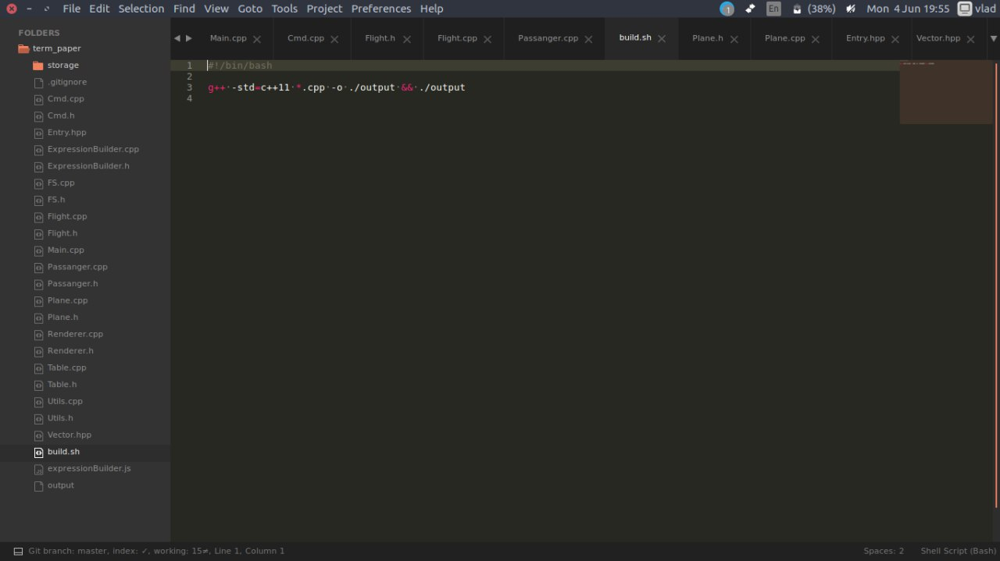 File Edit Selection Find View Goto Tools Project Preferences Help
1 En (38%) Mon 4 Jun 19:55 vlad
FOLDERS
term_paper
storage
.gitignore
Cmd.cpp
Cmd.h
Entry.hpp
ExpressionBuilder.cpp
ExpressionBuilder.h
FS.cpp
FS.h
Flight.cpp
Flight.h
Main.cpp
Passanger.cpp
Passanger.h
Plane.cpp
Plane.h
Renderer.cpp
Renderer.h
Table.cpp
Table.h
Utils.cpp
Utils.h
Vector.hpp
build.sh
expressionBuilder.js
output
Main.cpp Cmd.cpp Flight.h Flight.cpp Passanger.cpp build.sh Plane.h Plane.cpp Entry.hpp Vector.hpp
1 #!/bin/bash
2
3 g++ -std=c++11 *.cpp -o ./output && ./output
4
Git branch: master, index: ✓, working: 15≠, Line 1, Column 1
Spaces: 2 Shell Script (Bash)